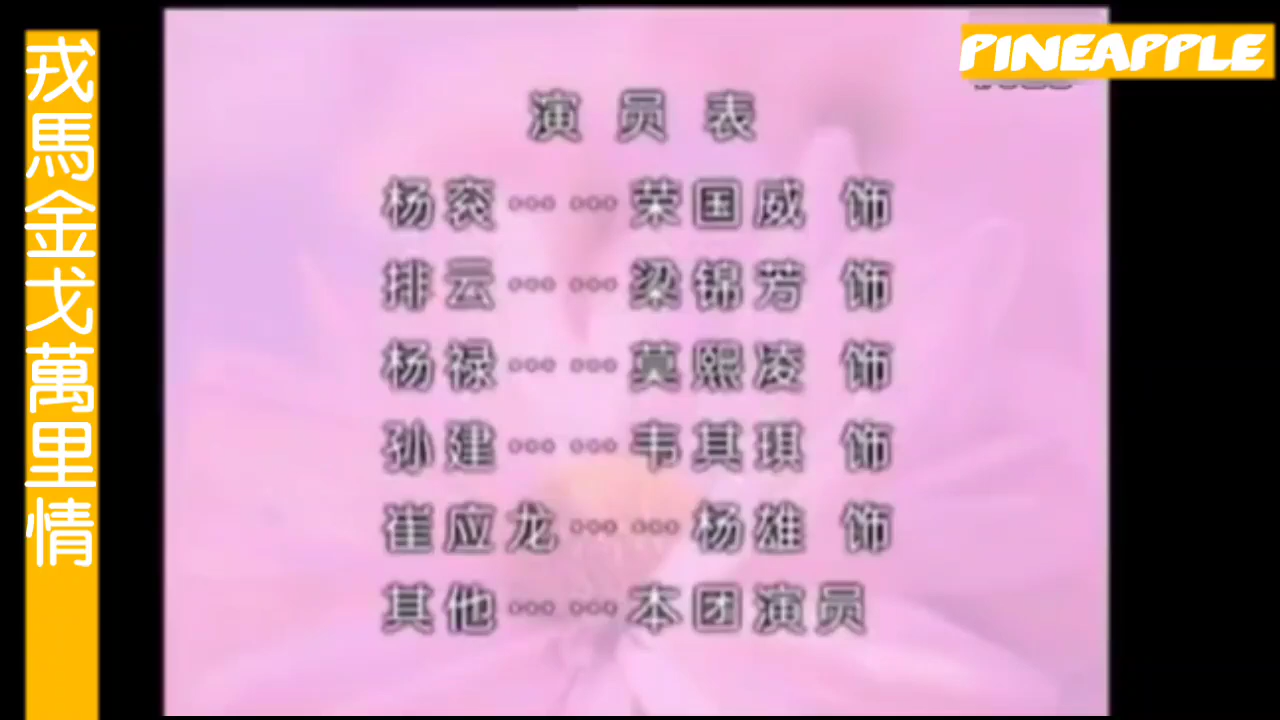 戎馬金戈萬里情
PINEAPPLE
演员表
杨衮……荣国威 饰
排云……梁锦芳 饰
杨禄……莫熙凌 饰
孙建……韦其琪 饰
崔应龙……杨雄 饰
其他……本团演员